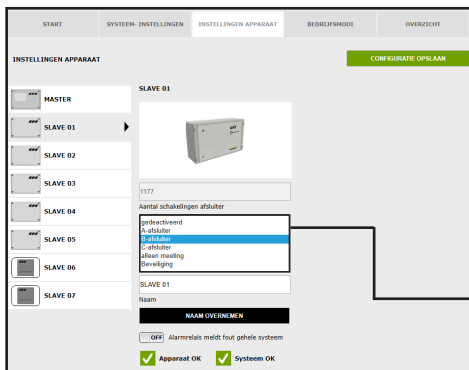 START SYSTEEM- INSTELLINGEN INSTELLINGEN APPARAAT BEDRIJFSMODI OVERZICHT
INSTELLINGEN APPARAAT
CONFIGURATIE OPSLAAN
MASTER
SLAVE 01
SLAVE 02
SLAVE 03
SLAVE 04
SLAVE 05
SLAVE 06
SLAVE 07
SLAVE 01
1177
Aantal schakelingen afsluiter
gedeactiveerd
A-afsluiter
B-afsluiter
C-afsluiter
alleen meeting
Beveiliging
SLAVE 01
Naam
NAAM OVERNEMEN
OFF Alarmrelais meldt fout gehele systeem
Apparaat OK Systeem OK